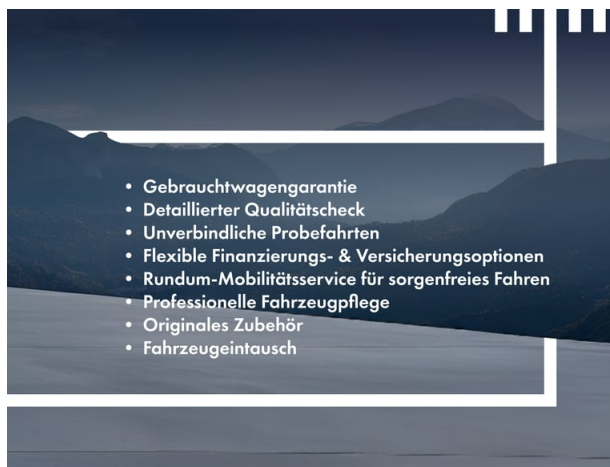 • Gebrauchtwagengarantie
• Detaillierter Qualitätscheck
• Unverbindliche Probefahrten
• Flexible Finanzierungs- & Versicherungsoptionen
• Rundum-Mobilitätsservice für sorgenfreies Fahren
• Professionelle Fahrzeugpflege
• Originales Zubehör
• Fahrzeugeintausch